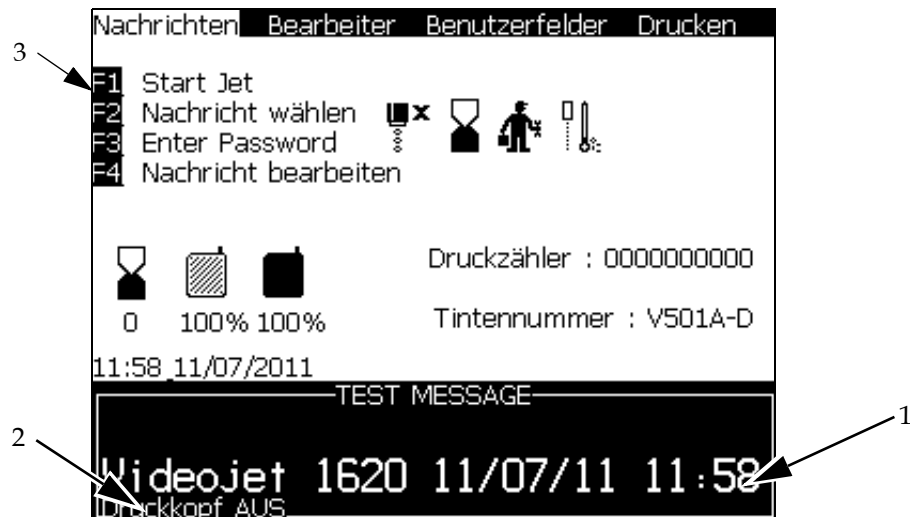 Nachrichten Bearbeiter Benutzerfelder Drucken
3
F1 Start Jet
F2 Nachricht wählen
F3 Enter Password
F4 Nachricht bearbeiten
Druckzähler : 0000000000
0 100% 100%
Tintennummer : V501A-D
11:58 11/07/2011
TEST MESSAGE
1
2
Videojet 1620 11/07/11 11:58
Druckkopf AUS